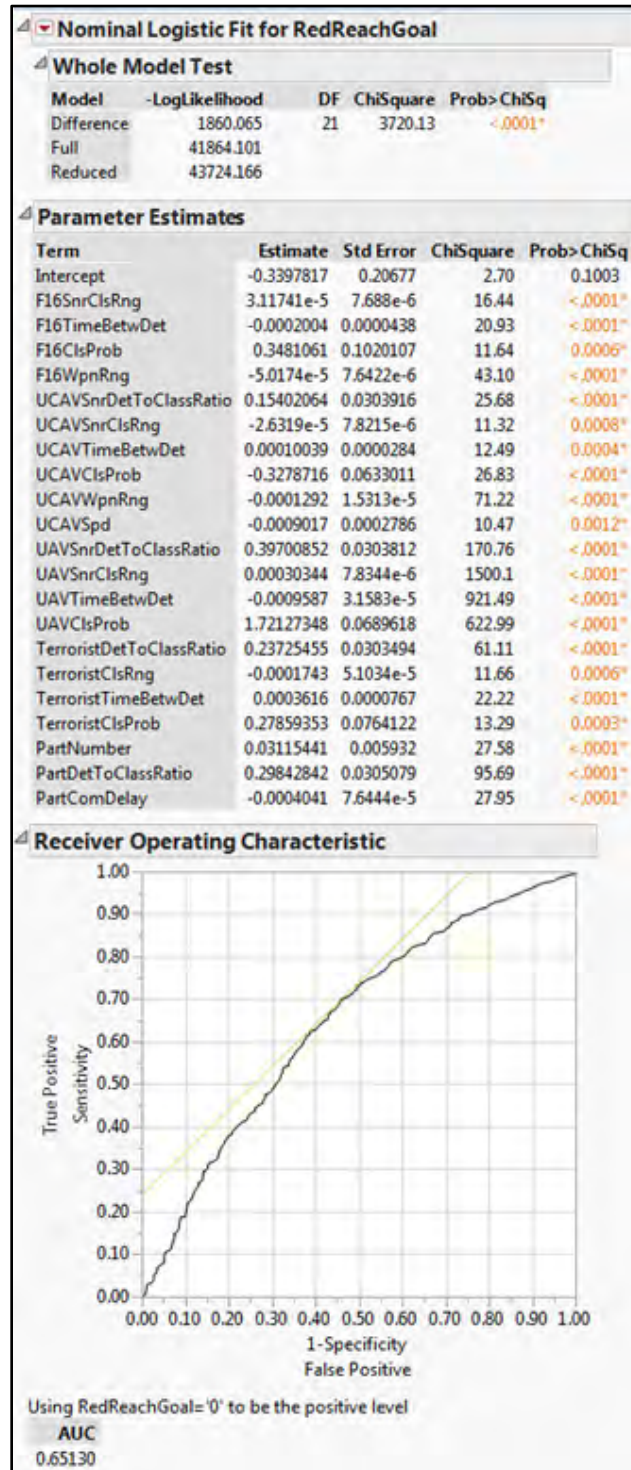 Nominal Logistic Fit for RedReachGoal
Whole Model Test
Model -LogLikelihood DF ChiSquare Prob>ChiSq
Difference 1860.065 21 3720.13 <.0001*
Full 41864.101
Reduced 43724.166
Parameter Estimates
Term Estimate Std Error ChiSquare Prob>ChiSq
Intercept -0.3397817 0.20677 2.70 0.1003
F16SnrClsRng 3.11741e-5 7.688e-6 16.44 <.0001*
F16TimeBetwDet -0.0002004 0.0000438 20.93 <.0001*
F16ClsProb 0.3481061 0.1020107 11.64 0.0006*
F16WpnRng -5.0174e-5 7.6422e-6 43.10 <.0001*
UCAVSnrDetToClassRatio 0.15402064 0.0303916 25.68 <.0001*
UCAVSnrClsRng -2.6319e-5 7.8215e-6 11.32 0.0008*
UCAVTimeBetwDet 0.00010039 0.0000284 12.49 0.0004*
UCAVClsProb -0.3278716 0.0633011 26.83 <.0001*
UCAVWpnRng -0.0001292 1.5313e-5 71.22 <.0001*
UCAVSpd -0.0009017 0.0002786 10.47 0.0012*
UAVSnrDetToClassRatio 0.39700852 0.0303812 170.76 <.0001*
UAVSnrClsRng 0.00030344 7.8344e-6 1500.1 <.0001*
UAVTimeBetwDet -0.0009587 3.1583e-5 921.49 <.0001*
UAVClsProb 1.72127348 0.0689618 622.99 <.0001*
TerroristDetToClassRatio 0.23725455 0.0303494 61.11 <.0001*
TerroristClsRng -0.0001743 5.1034e-5 11.66 0.0006*
TerroristTimeBetwDet 0.0003616 0.0000767 22.22 <.0001*
TerroristClsProb 0.27859353 0.0764122 13.29 0.0003*
PartNumber 0.03115441 0.005932 27.58 <.0001*
PartDetToClassRatio 0.29842842 0.0305079 95.69 <.0001*
PartComDelay -0.0004041 7.6444e-5 27.95 <.0001*
Receiver Operating Characteristic
True Positive
Sensitivity
1.00
0.90
0.80
0.70
0.60
0.50
0.40
0.30
0.20
0.10
0.00
0.00 0.10 0.20 0.30 0.40 0.50 0.60 0.70 0.80 0.90 1.00
1-Specificity
False Positive
Using RedReachGoal='0' to be the positive level
AUC
0.65130